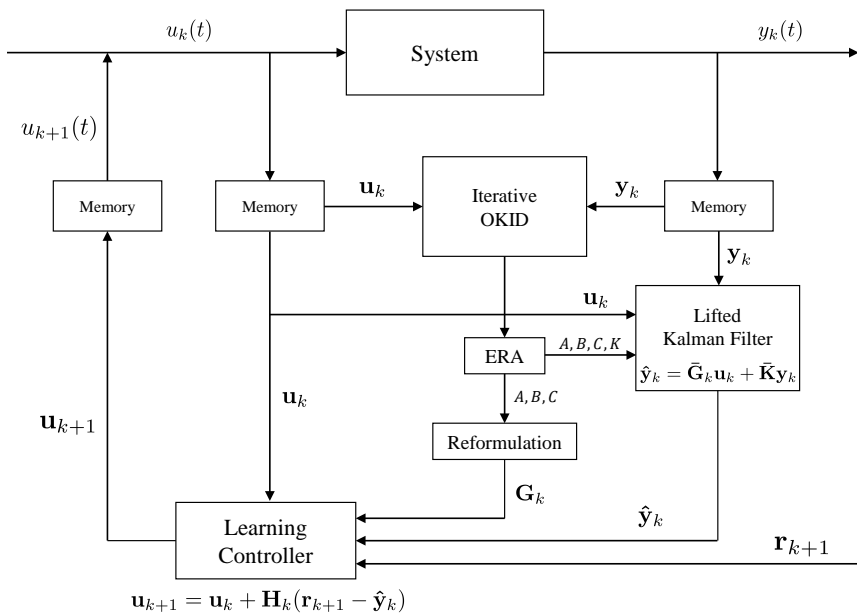 u_k(t)
System
y_k(t)
u_{k+1}(t)
Memory
Memory
u_k
Iterative
OKID
y_k
Memory
y_k
u_k
Lifted
Kalman Filter
ŷ_k = Ḡ_k u_k + K̄y_k
ERA
A, B, C, K
A, B, C
u_{k+1}
u_k
Reformulation
G_k
ŷ_k
Learning
Controller
r_{k+1}
u_{k+1} = u_k + H_k(r_{k+1} − ŷ_k)